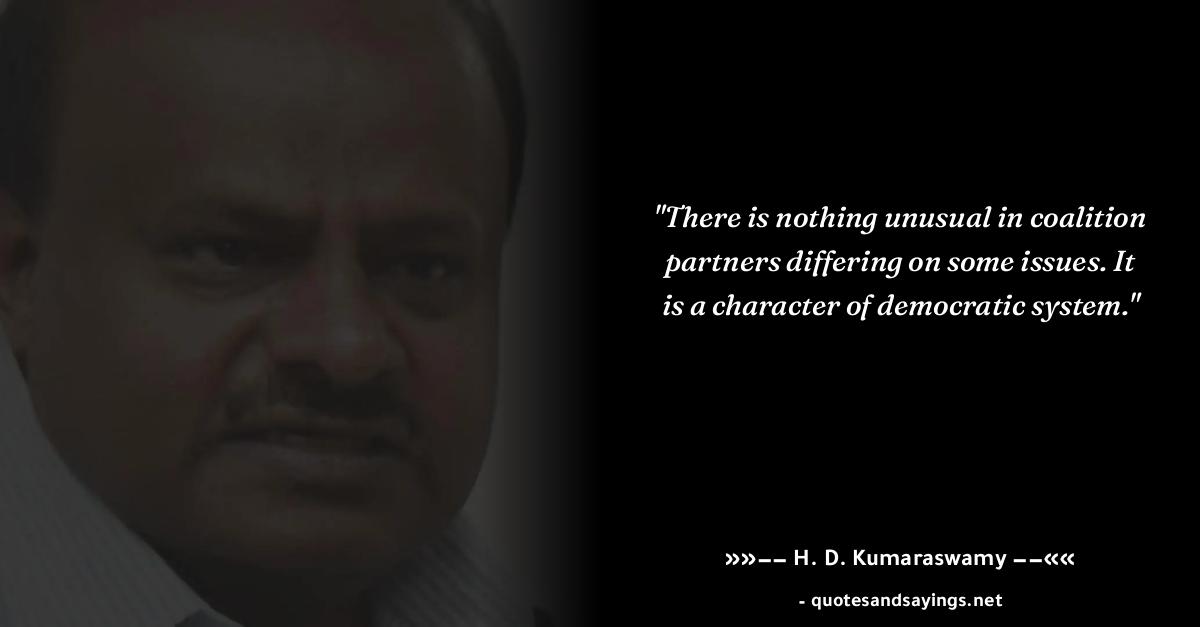 "There is nothing unusual in coalition
partners differing on some issues. It
is a character of democratic system."
»»−− H. D. Kumaraswamy −−««
- quotesandsayings.net